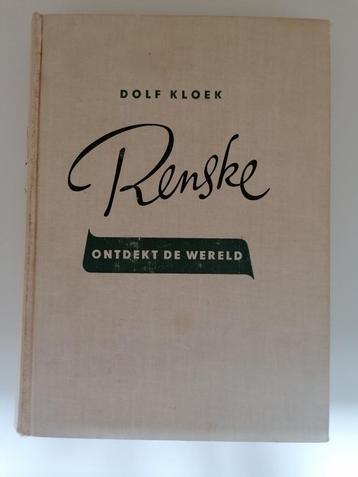 DOLF KLOEK
Renske
ONTDEKT DE WERELD